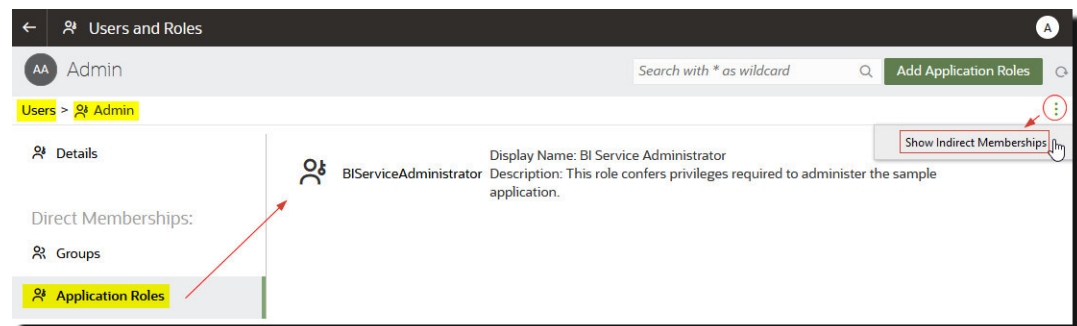 ← Users and Roles A
AA Admin Search with * as wildcard Add Application Roles
Users > Admin
Show Indirect Memberships
Details
BIServiceAdministrator
Display Name: BI Service Administrator
Description: This role confers privileges required to administer the sample
application.
Direct Memberships:
Groups
Application Roles